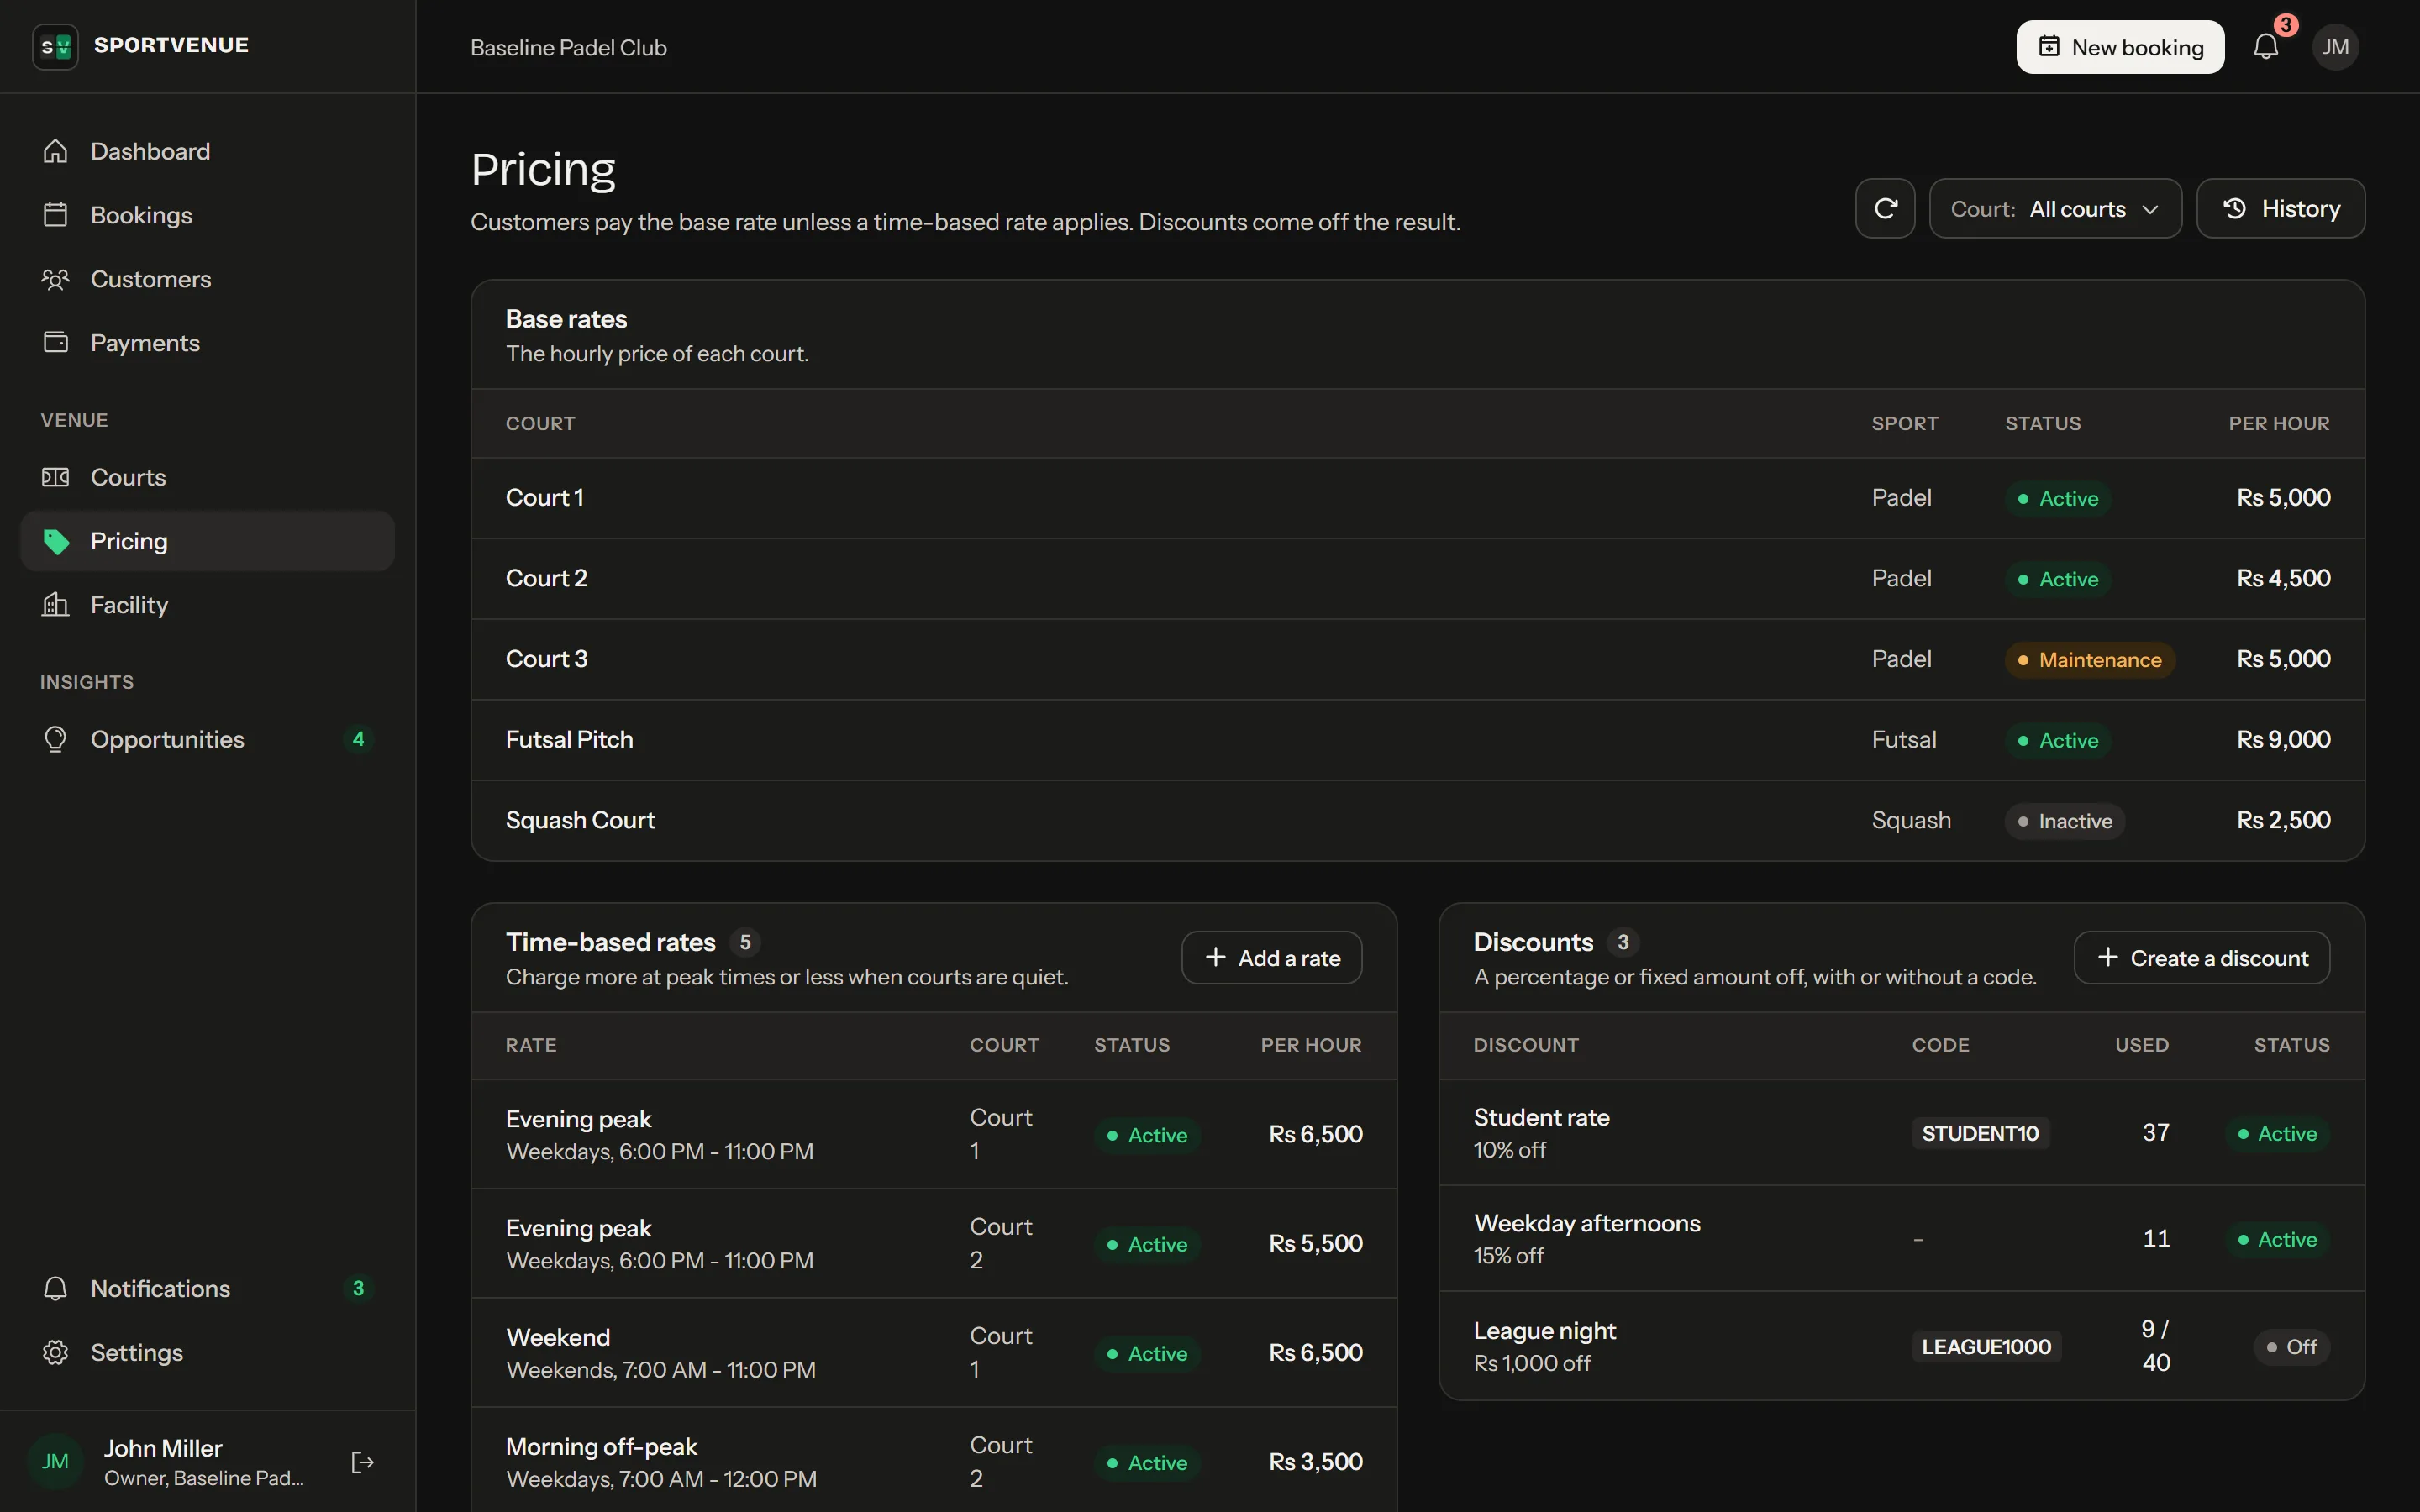 SV SPORTVENUE
Baseline Padel Club
New booking
3
JM
Dashboard
Bookings
Customers
Payments
VENUE
Courts
Pricing
Facility
INSIGHTS
Opportunities 4
Notifications 3
Settings
JM
John Miller
Owner, Baseline Pad...
Pricing
Customers pay the base rate unless a time-based rate applies. Discounts come off the result.
Court: All courts
History
Base rates
The hourly price of each court.
COURT SPORT STATUS PER HOUR
Court 1 Padel Active Rs 5,000
Court 2 Padel Active Rs 4,500
Court 3 Padel Maintenance Rs 5,000
Futsal Pitch Futsal Active Rs 9,000
Squash Court Squash Inactive Rs 2,500
Time-based rates 5
Charge more at peak times or less when courts are quiet.
+ Add a rate
RATE COURT STATUS PER HOUR
Evening peak
Weekdays, 6:00 PM - 11:00 PM
Court
1
Active
Rs 6,500
Evening peak
Weekdays, 6:00 PM - 11:00 PM
Court
2
Active
Rs 5,500
Weekend
Weekends, 7:00 AM - 11:00 PM
Court
1
Active
Rs 6,500
Morning off-peak
Weekdays, 7:00 AM - 12:00 PM
Court
2
Active
Rs 3,500
Discounts 3
A percentage or fixed amount off, with or without a code.
+ Create a discount
DISCOUNT CODE USED STATUS
Student rate
10% off
STUDENT10
37
Active
Weekday afternoons
15% off
-
11
Active
League night
Rs 1,000 off
LEAGUE1000
9 /
40
Off